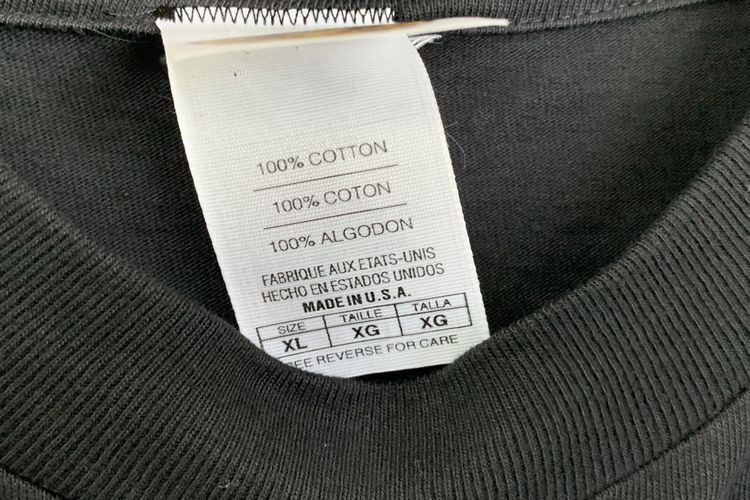 100% COTTON
100% COTON
100% ALGODON
FABRIQUE AUX ETATS-UNIS
HECHO EN ESTADOS UNIDOS
MADE IN U.S.A.
SIZE TAILLE TALLA
XL XG XG
SEE REVERSE FOR CARE